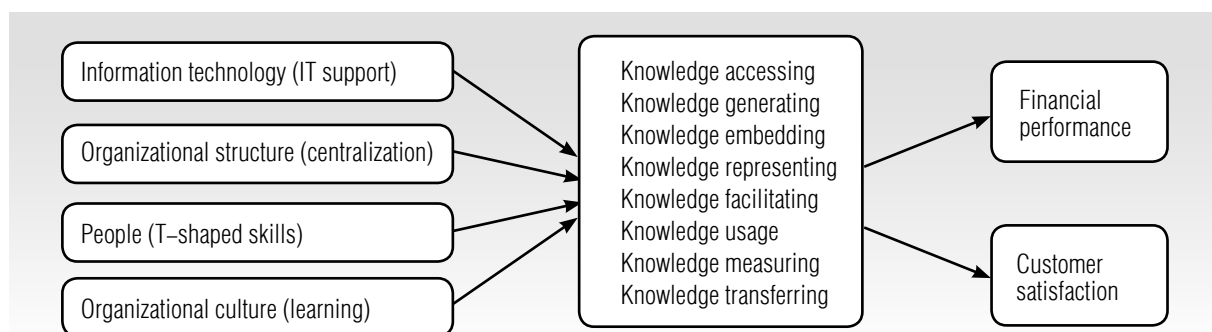 Information technology (IT support)
Organizational structure (centralization)
People (T–shaped skills)
Organizational culture (learning)
Knowledge accessing
Knowledge generating
Knowledge embedding
Knowledge representing
Knowledge facilitating
Knowledge usage
Knowledge measuring
Knowledge transferring
Financial
performance
Customer
satisfaction